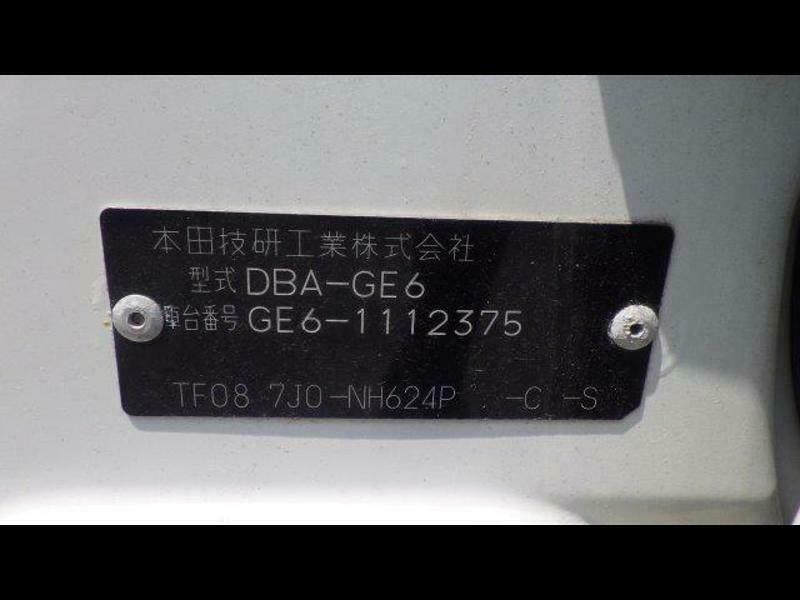 本田技研工業株式会社
型式 DBA-GE6
車台番号 GE6-1112375
TF08 7J0-NH624P -C -S